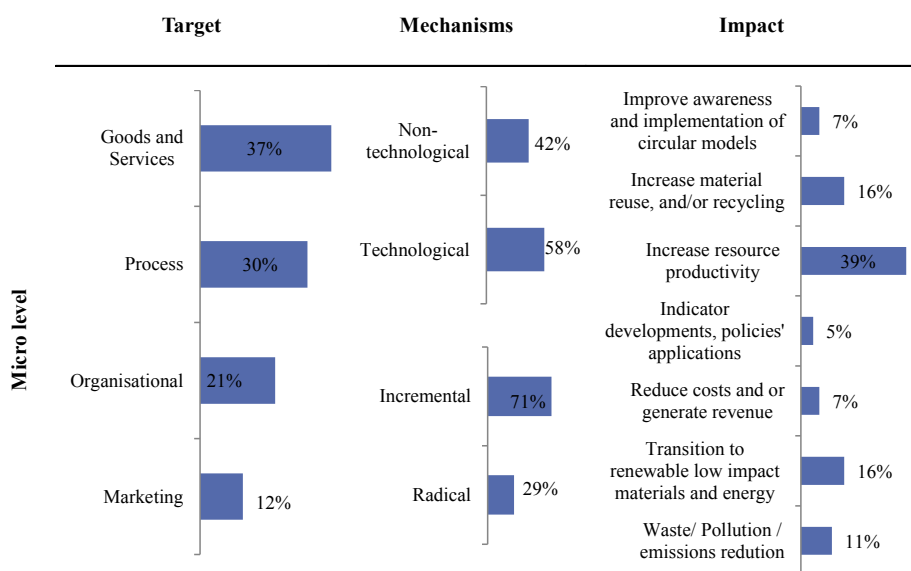 Target
Mechanisms
Impact
Micro level
Goods and
Services
37%
Process
30%
Organisational
21%
Marketing
12%
Non-
technological
42%
Technological
58%
Incremental
71%
Radical
29%
Improve awareness
and implementation of
circular models
7%
Increase material
reuse, and/or recycling
16%
Increase resource
productivity
39%
Indicator
developments, policies'
applications
5%
Reduce costs and or
generate revenue
7%
Transition to
renewable low impact
materials and energy
16%
Waste/ Pollution /
emissions redution
11%